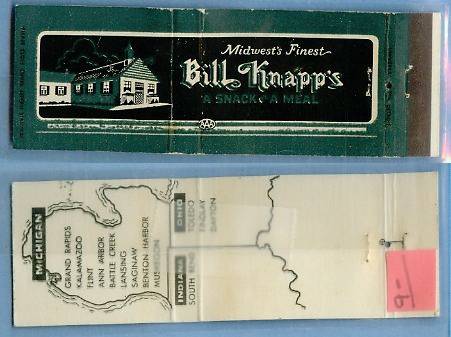 Midwest's Finest
Bill Knapp's
A SNACK OR A MEAL
AAA
MICHIGAN
GRAND RAPIDS
KALAMAZOO
FLINT
ANN ARBOR
BATTLE CREEK
LANSING
SAGINAW
BENTON HARBOR
MUSKEGON
OHIO
TOLEDO
FINDLAY
DAYTON
INDIANA
SOUTH BEND
9-